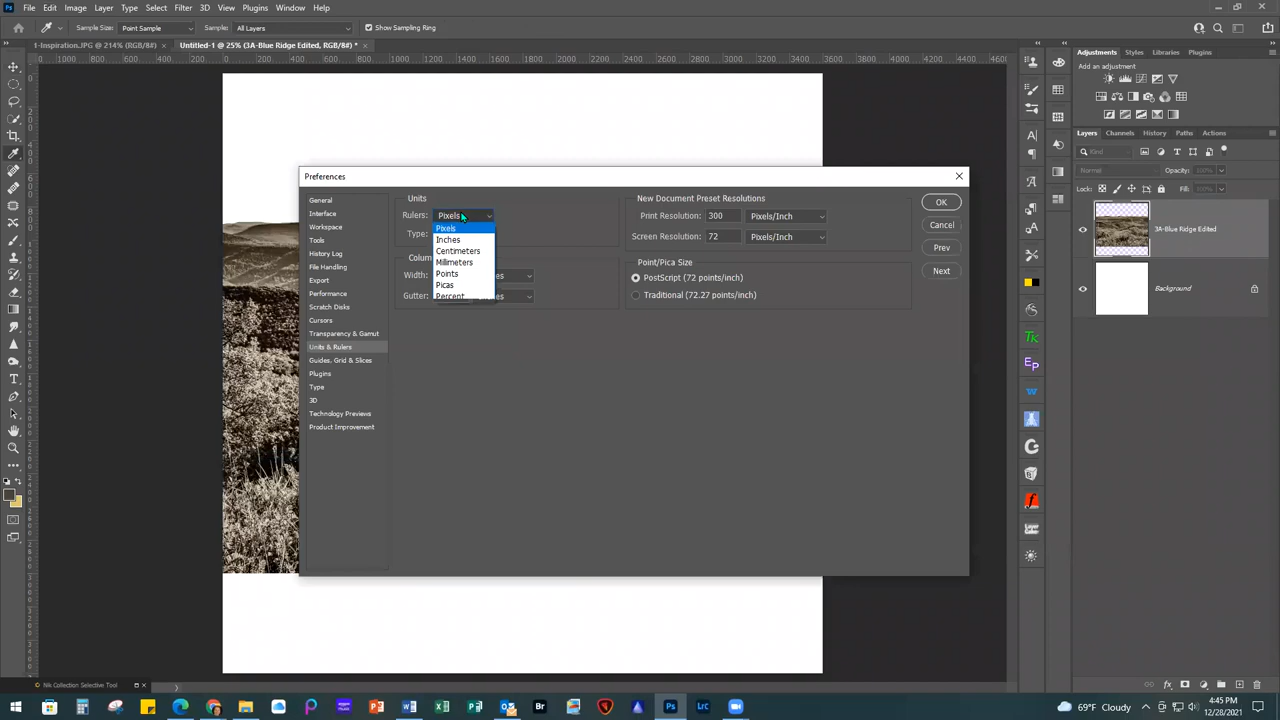 Ps File Edit Image Layer Type Select Filter 3D View Plugins Window Help
Sample Size: Point Sample Sample: All Layers Show Sampling Ring
1-Inspiration.JPG @ 214% (RGB/8#) × Untitled-1 @ 25% (3A-Blue Ridge Edited, RGB/8#) * ×
Adjustments Styles Libraries Plugins
Add an adjustment
Layers Channels History Paths Actions
Kind
Normal Opacity: 100%
Lock: Fill: 100%
3A-Blue Ridge Edited
Background
Preferences
General
Interface
Workspace
Tools
History Log
File Handling
Export
Performance
Scratch Disks
Cursors
Transparency & Gamut
Units & Rulers
Guides, Grid & Slices
Plugins
Type
3D
Technology Previews
Product Improvement
Units
Rulers: Pixels
Pixels
Inches
Centimeters
Millimeters
Points
Picas
Percent
Type:
Colum
Width:
Gutter:
New Document Preset Resolutions
Print Resolution: 300 Pixels/Inch
Screen Resolution: 72 Pixels/Inch
Point/Pica Size
PostScript (72 points/inch)
Traditional (72.27 points/inch)
OK
Cancel
Prev
Next
Nik Collection Selective Tool
69°F Cloudy
4:45 PM
12/28/2021